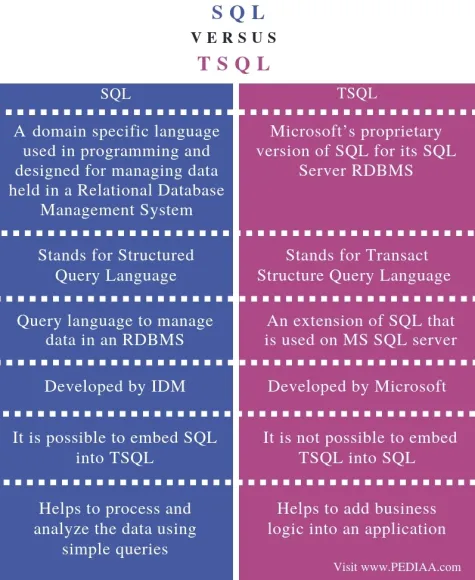 SQL
VERSUS
TSQL
SQL
A domain specific language
used in programming and
designed for managing data
held in a Relational Database
Management System
Stands for Structured
Query Language
Query language to manage
data in an RDBMS
Developed by IDM
It is possible to embed SQL
into TSQL
Helps to process and
analyze the data using
simple queries
TSQL
Microsoft's proprietary
version of SQL for its SQL
Server RDBMS
Stands for Transact
Structure Query Language
An extension of SQL that
is used on MS SQL server
Developed by Microsoft
It is not possible to embed
TSQL into SQL
Helps to add business
logic into an application
Visit www.PEDIAA.com